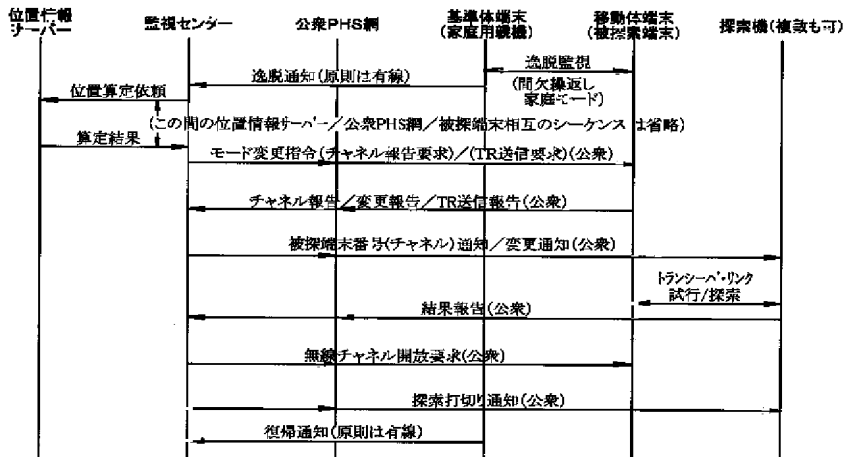 位置情報
サーバー
監視センター
公衆PHS網
基準体端末
(家庭用親機)
移動体端末
(被探索端末)
探索機(複数も可)
逸脱監視
逸脱通知(原則は有線)
(間欠繰返し
家庭モード)
位置算定依頼
(この間の位置情報サーバー/公衆PHS網/被探端末相互のシーケンスは省略)
算定結果
モード変更指令(チャネル報告要求)/(TR送信要求)(公衆)
チャネル報告/変更報告/TR送信報告(公衆)
被探端末番号(チャネル)通知/変更通知(公衆)
トランシーバ・リンク
試行/探索
結果報告(公衆)
無線チャネル開放要求(公衆)
探索打切り通知(公衆)
復帰通知(原則は有線)